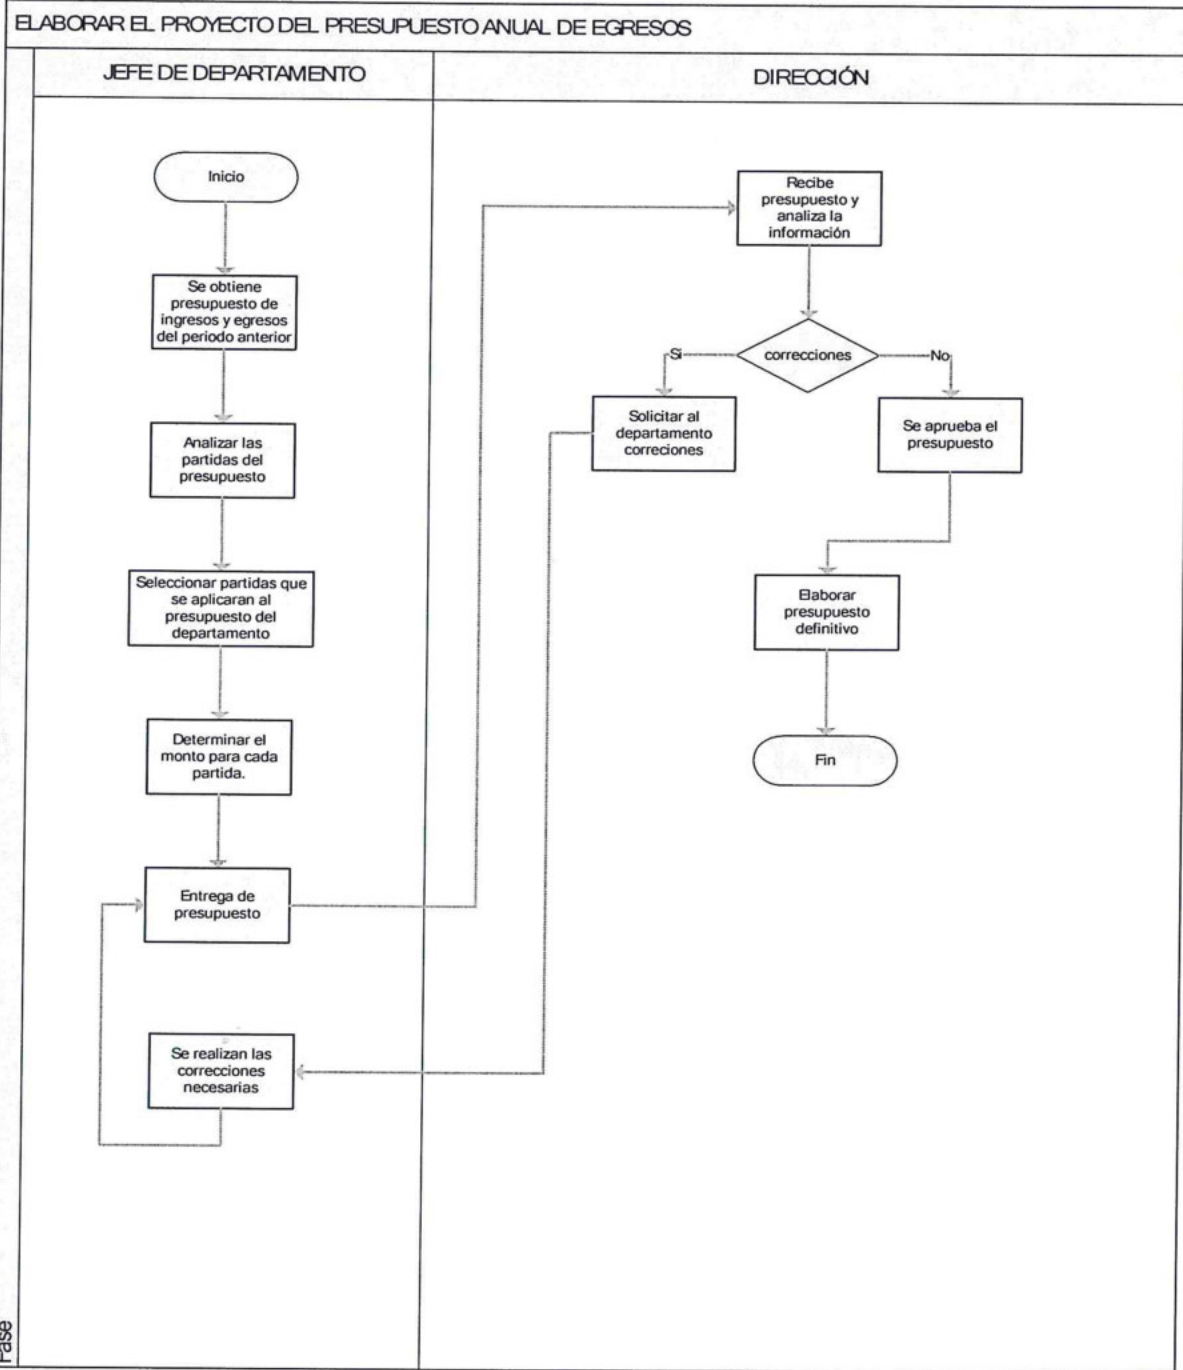 ELABORAR EL PROYECTO DEL PRESUPUESTO ANUAL DE EGRESOS
JEFE DE DEPARTAMENTO
DIRECCIÓN
Inicio
Se obtiene
presupuesto de
ingresos y egresos
del periodo anterior
Analizar las
partidas del
presupuesto
Seleccionar partidas que
se aplicaran al
presupuesto del
departamento
Determinar el
monto para cada
partida.
Entrega de
presupuesto
Se realizan las
correcciones
necesarias
Recibe
presupuesto y
analiza la
información
correcciones
Si
No
Solicitar al
departamento
correciones
Se aprueba el
presupuesto
Elaborar
presupuesto
definitivo
Fin
Fase